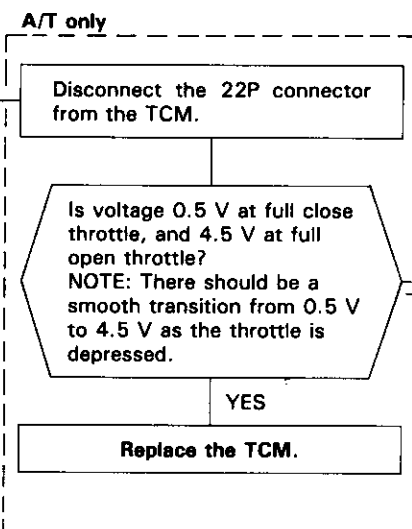 A/T only
Disconnect the 22P connector
from the TCM.
Is voltage 0.5 V at full close
throttle, and 4.5 V at full
open throttle?
NOTE: There should be a
smooth transition from 0.5 V
to 4.5 V as the throttle is
depressed.
YES
Replace the TCM.